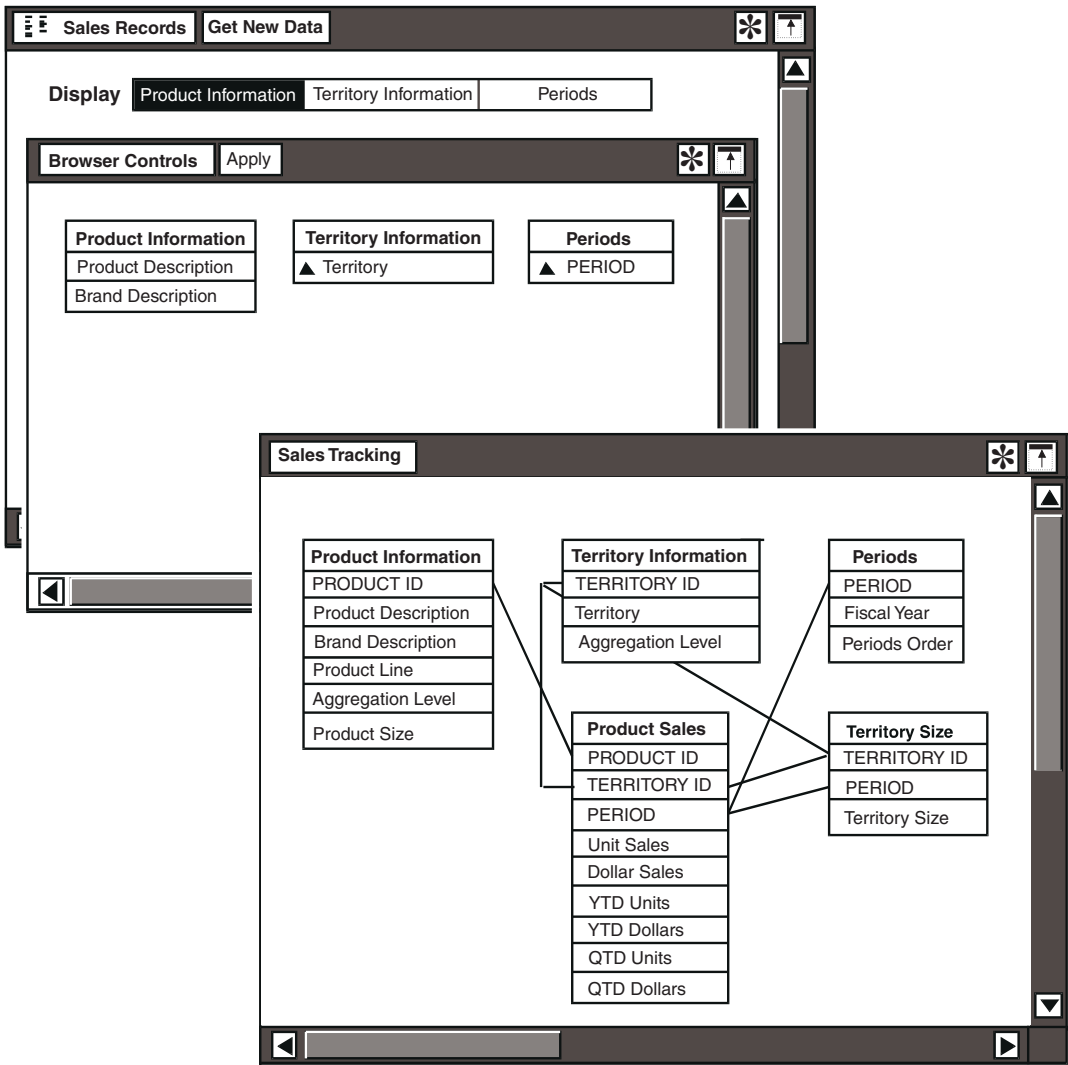 Sales Records Get New Data
Display Product Information Territory Information Periods
Browser Controls Apply
Product Information
Product Description
Brand Description
Territory Information
Territory
Periods
PERIOD
Sales Tracking
Product Information
PRODUCT ID
Product Description
Brand Description
Product Line
Aggregation Level
Product Size
Territory Information
TERRITORY ID
Territory
Aggregation Level
Periods
PERIOD
Fiscal Year
Periods Order
Product Sales
PRODUCT ID
TERRITORY ID
PERIOD
Unit Sales
Dollar Sales
YTD Units
YTD Dollars
QTD Units
QTD Dollars
Territory Size
TERRITORY ID
PERIOD
Territory Size